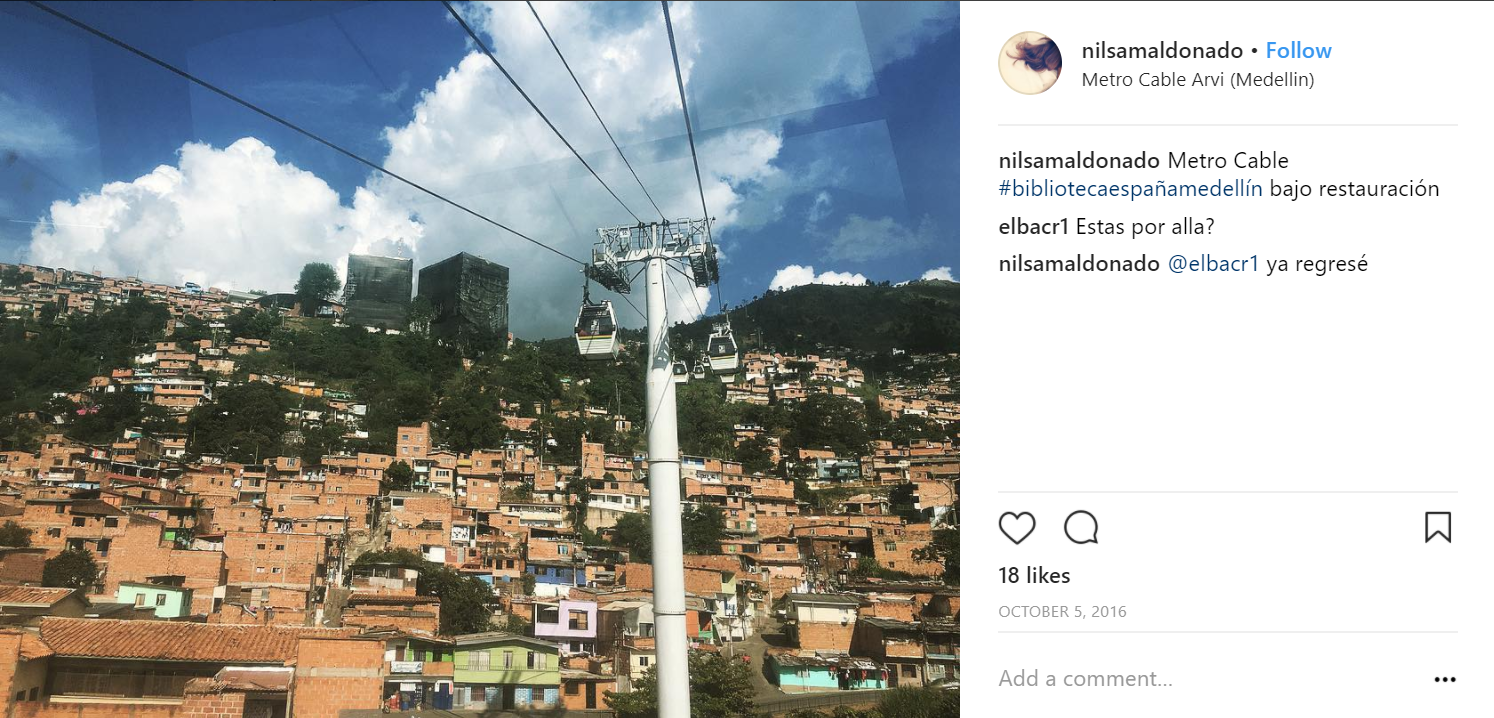 nilsamaldonado • Follow
Metro Cable Arvi (Medellin)
nilsamaldonado Metro Cable
#bibliotecaespañamedellín bajo restauración
elbacr1 Estas por alla?
nilsamaldonado @elbacr1 ya regresé
18 likes
OCTOBER 5, 2016
Add a comment...